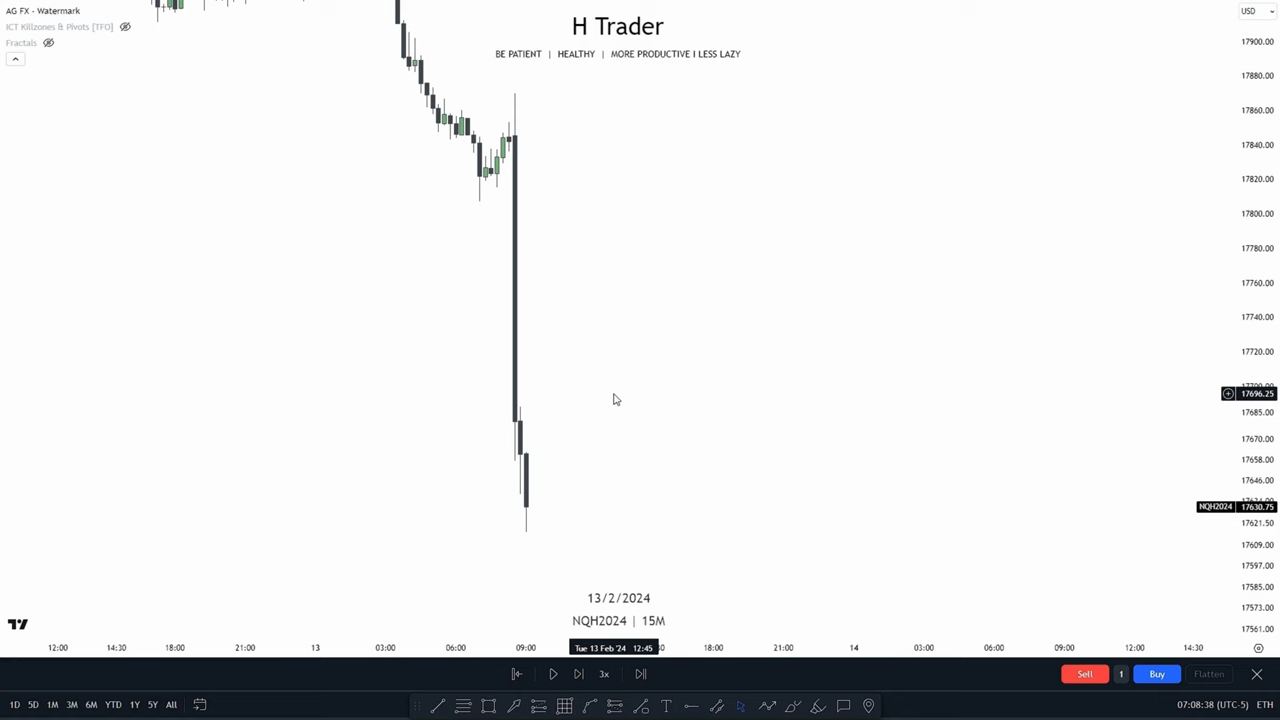 AG FX - Watermark
ICT Killzones & Pivots [TFO]
Fractals
H Trader
BE PATIENT | HEALTHY | MORE PRODUCTIVE I LESS LAZY
USD
17900.00
17880.00
17860.00
17840.00
17820.00
17800.00
17780.00
17760.00
17740.00
17720.00
17696.25
17685.00
17670.00
17658.00
17646.00
NQH2024 17630.75
17621.50
17609.00
17597.00
17585.00
17573.00
17561.00
13/2/2024
NQH2024 | 15M
12:00 14:30 18:00 21:00 13 03:00 06:00 09:00 Tue 13 Feb '24 12:45 18:00 21:00 14 03:00 06:00 09:00 12:00 14:30
3x Sell 1 Buy Flatten
1D 5D 1M 3M 6M YTD 1Y 5Y All 07:08:38 (UTC-5) ETH